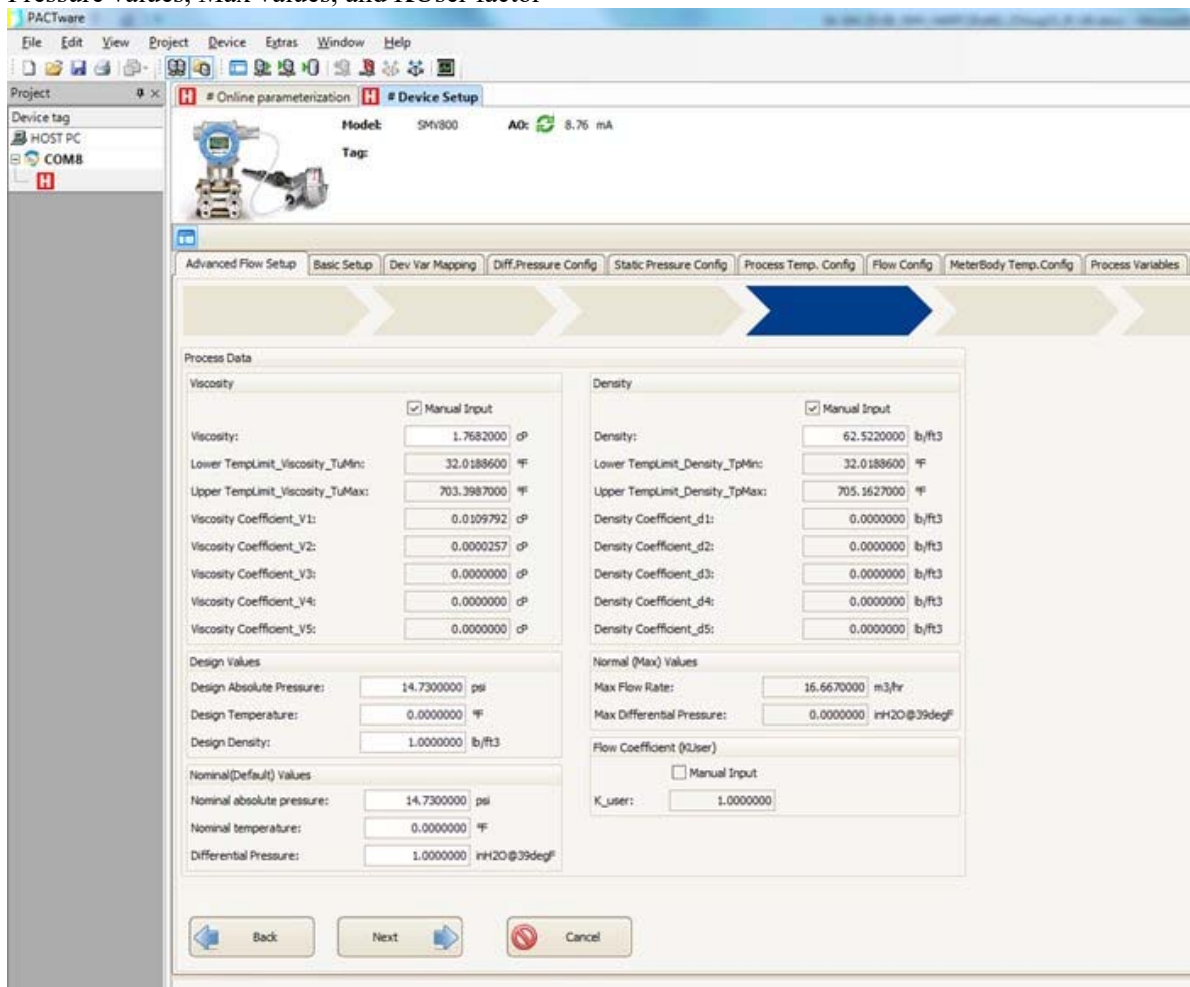 Pressure values, Max values, and KUser factor
PACTware
File Edit View Project Device Extras Window Help
Project
# Online parameterization # Device Setup
Device tag
HOST PC
COM8
Model: SMV800 AO: 8.76 mA
Tag:
Advanced Flow Setup Basic Setup Dev Var Mapping Diff.Pressure Config Static Pressure Config Process Temp. Config Flow Config MeterBody Temp.Config Process Variables
Process Data
Viscosity
Manual Input
Viscosity: 1.7682000 cP
Lower TempLimit_Viscosity_TuMin: 32.0188600 °F
Upper TempLimit_Viscosity_TuMax: 703.3987000 °F
Viscosity Coefficient_V1: 0.0109792 cP
Viscosity Coefficient_V2: 0.0000257 cP
Viscosity Coefficient_V3: 0.0000000 cP
Viscosity Coefficient_V4: 0.0000000 cP
Viscosity Coefficient_V5: 0.0000000 cP
Density
Manual Input
Density: 62.5220000 lb/ft3
Lower TempLimit_Density_TpMin: 32.0188600 °F
Upper TempLimit_Density_TpMax: 705.1627000 °F
Density Coefficient_d1: 0.0000000 lb/ft3
Density Coefficient_d2: 0.0000000 lb/ft3
Density Coefficient_d3: 0.0000000 lb/ft3
Density Coefficient_d4: 0.0000000 lb/ft3
Density Coefficient_d5: 0.0000000 lb/ft3
Design Values
Design Absolute Pressure: 14.7300000 psi
Design Temperature: 0.0000000 °F
Design Density: 1.0000000 lb/ft3
Normal (Max) Values
Max Flow Rate: 16.6670000 m3/hr
Max Differential Pressure: 0.0000000 inH2O@39degF
Flow Coefficient (KUser)
Manual Input
K_user: 1.0000000
Nominal(Default) Values
Nominal absolute pressure: 14.7300000 psi
Nominal temperature: 0.0000000 °F
Differential Pressure: 1.0000000 inH2O@39degF
Back Next Cancel